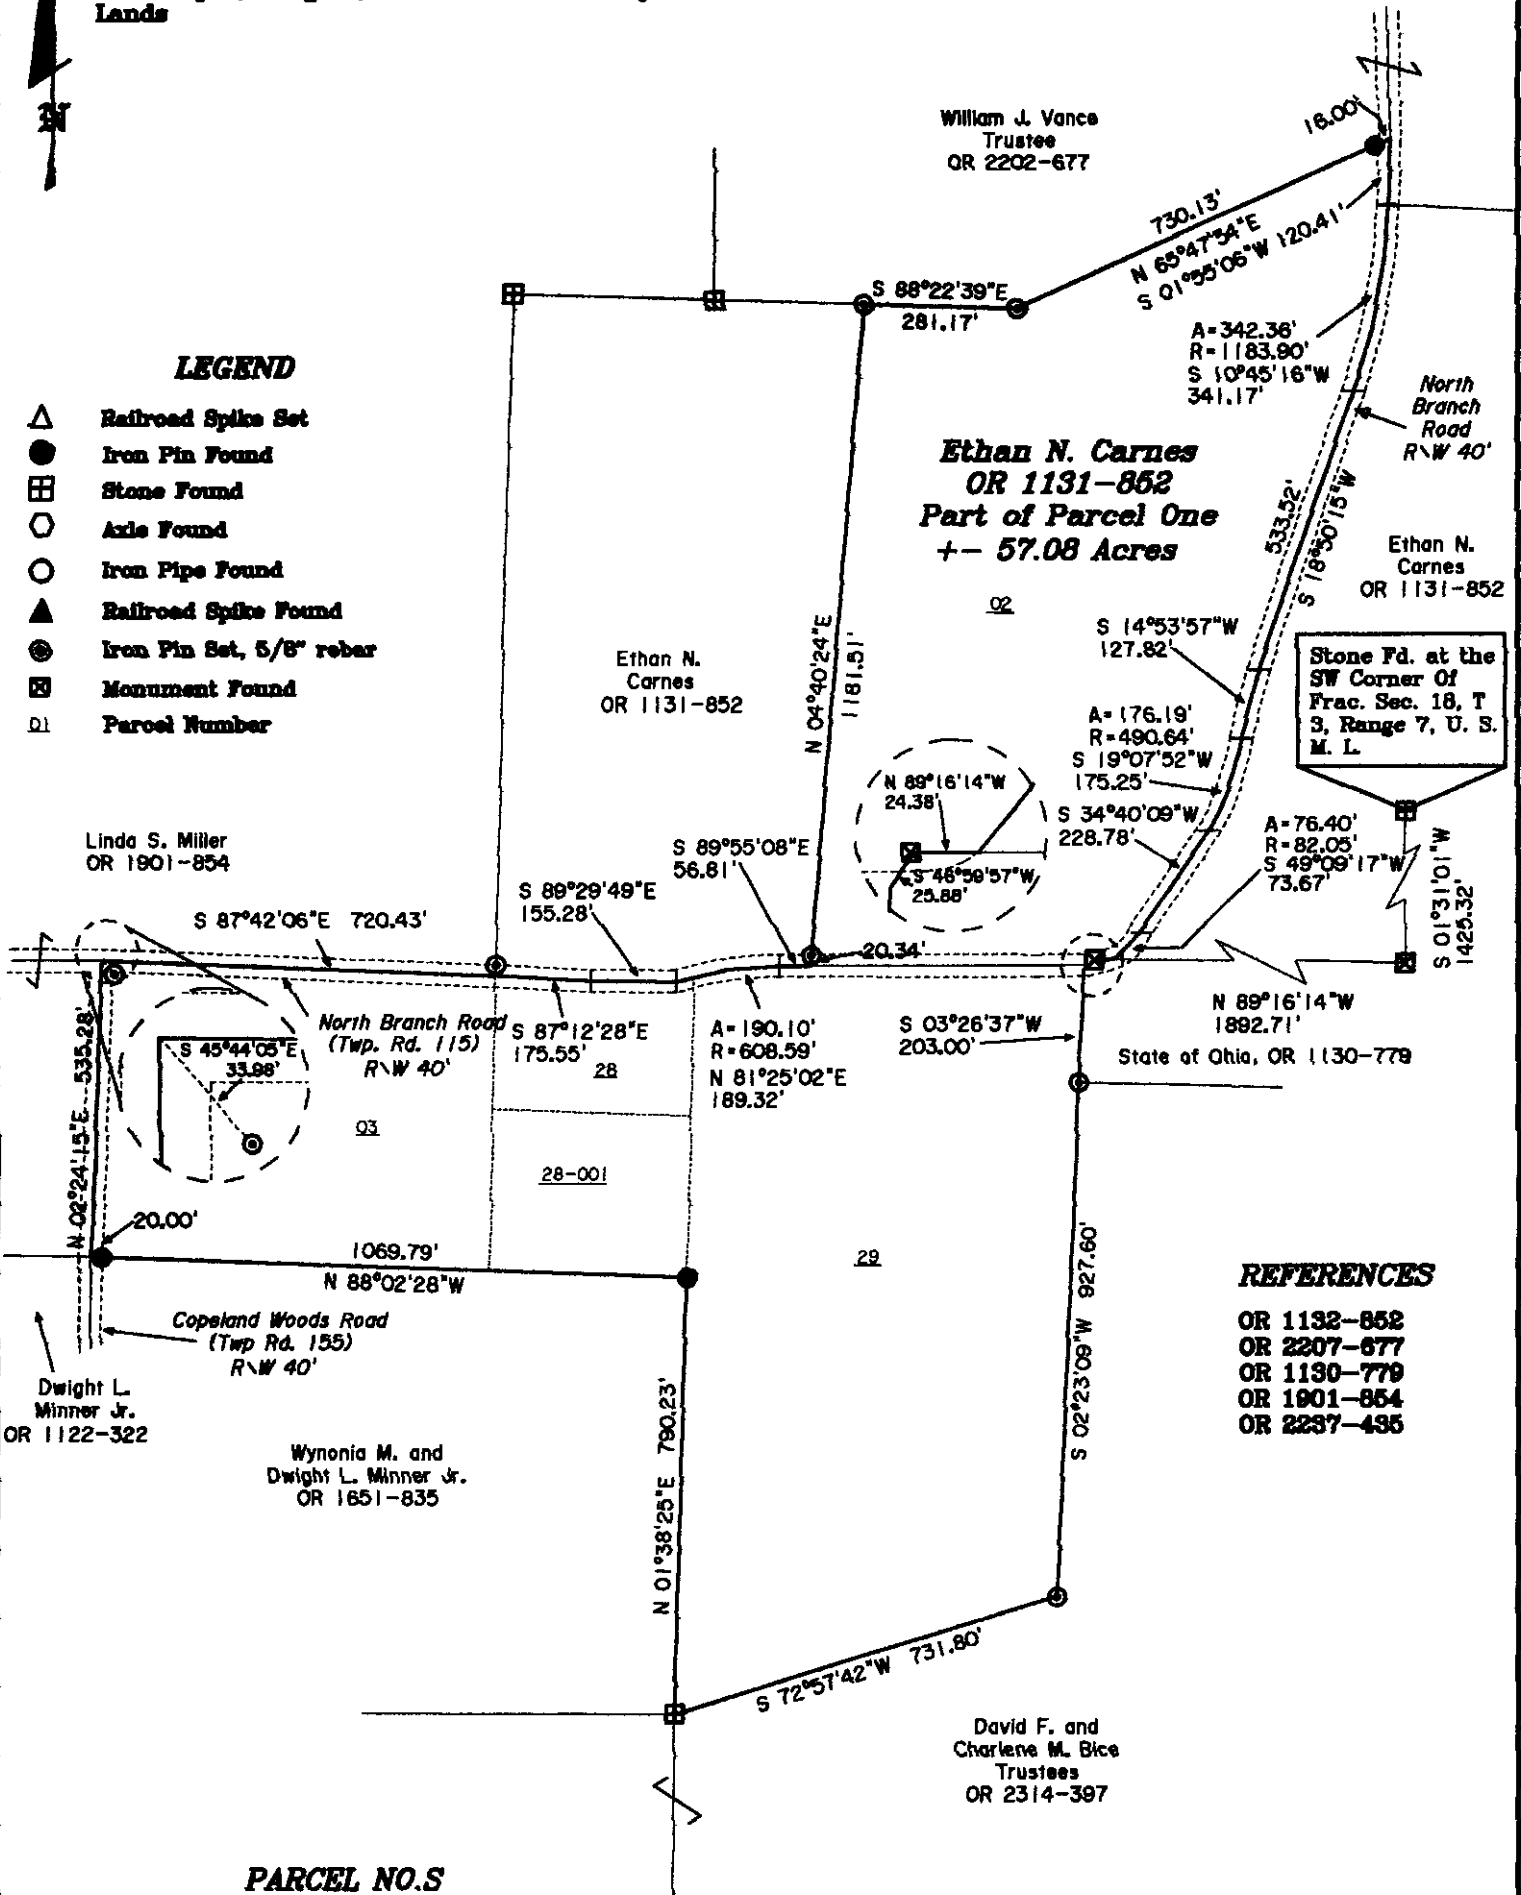 Lands
N
William J. Vance
Trustee
OR 2202-677
16.00'
730.13'
N 65°47'34"E
S 01°55'06"W 120.41'
S 88°22'39"E
281.17'
A=342.36'
R=1183.90'
S 10°45'16"W
341.17'
North
Branch
Road
R\W 40'
LEGEND
Railroad Spike Set
Iron Pin Found
Stone Found
Axle Found
Iron Pipe Found
Railroad Spike Found
Iron Pin Set, 5/8" rebar
Monument Found
01 Parcel Number
Ethan N. Carnes
OR 1131-852
Part of Parcel One
+- 57.08 Acres
02
533.52'
S 18°50'15"W
Ethan N.
Carnes
OR 1131-852
S 14°53'57"W
127.82'
Stone Fd. at the
SW Corner Of
Frac. Sec. 18, T
3, Range 7, U. S.
M. L.
Ethan N.
Carnes
OR 1131-852
N 04°40'24"E
1181.51'
A=176.19'
R=490.64'
S 19°07'52"W
175.25'
N 89°16'14"W
24.38'
S 46°59'57"W
25.88'
S 34°40'09"W
228.78'
A=76.40'
R=82.05'
S 49°09'17"W
73.67'
S 01°31'01"W
1425.32'
Linda S. Miller
OR 1901-854
S 89°55'08"E
56.81'
S 89°29'49"E
155.28'
S 87°42'06"E 720.43'
20.34'
N 89°16'14"W
1892.71'
State of Ohio, OR 1130-779
North Branch Road
(Twp. Rd. 115)
R\W 40'
S 87°12'28"E
175.55'
28
A=190.10'
R=608.59'
N 81°25'02"E
189.32'
S 03°26'37"W
203.00'
S 45°44'05"E
33.98'
N 02°24'15"E 535.28'
03
28-001
20.00'
1069.79'
N 88°02'28"W
29
Copeland Woods Road
(Twp Rd. 155)
R\W 40'
S 02°23'09"W 927.60'
REFERENCES
OR 1132-852
OR 2207-677
OR 1130-779
OR 1901-854
OR 2237-435
Dwight L.
Minner Jr.
OR 1122-322
Wynonia M. and
Dwight L. Minner Jr.
OR 1651-835
N 01°38'25"E 790.23'
S 72°57'42"W 731.80'
David F. and
Charlene M. Bice
Trustees
OR 2314-397
PARCEL NO.S